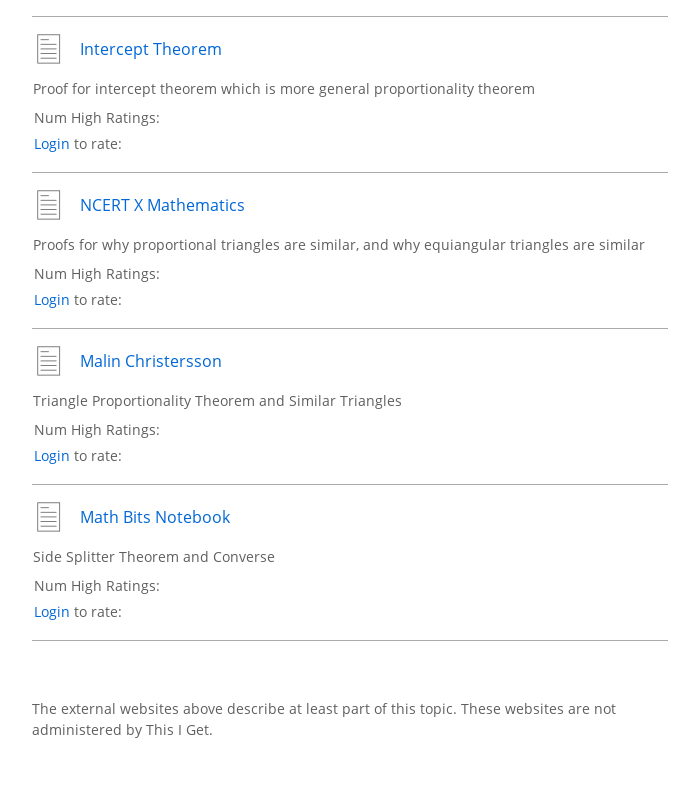 Intercept Theorem
Proof for intercept theorem which is more general proportionality theorem
Num High Ratings:
Login to rate:
NCERT X Mathematics
Proofs for why proportional triangles are similar, and why equiangular triangles are similar
Num High Ratings:
Login to rate:
Malin Christersson
Triangle Proportionality Theorem and Similar Triangles
Num High Ratings:
Login to rate:
Math Bits Notebook
Side Splitter Theorem and Converse
Num High Ratings:
Login to rate:
The external websites above describe at least part of this topic. These websites are not
administered by This I Get.